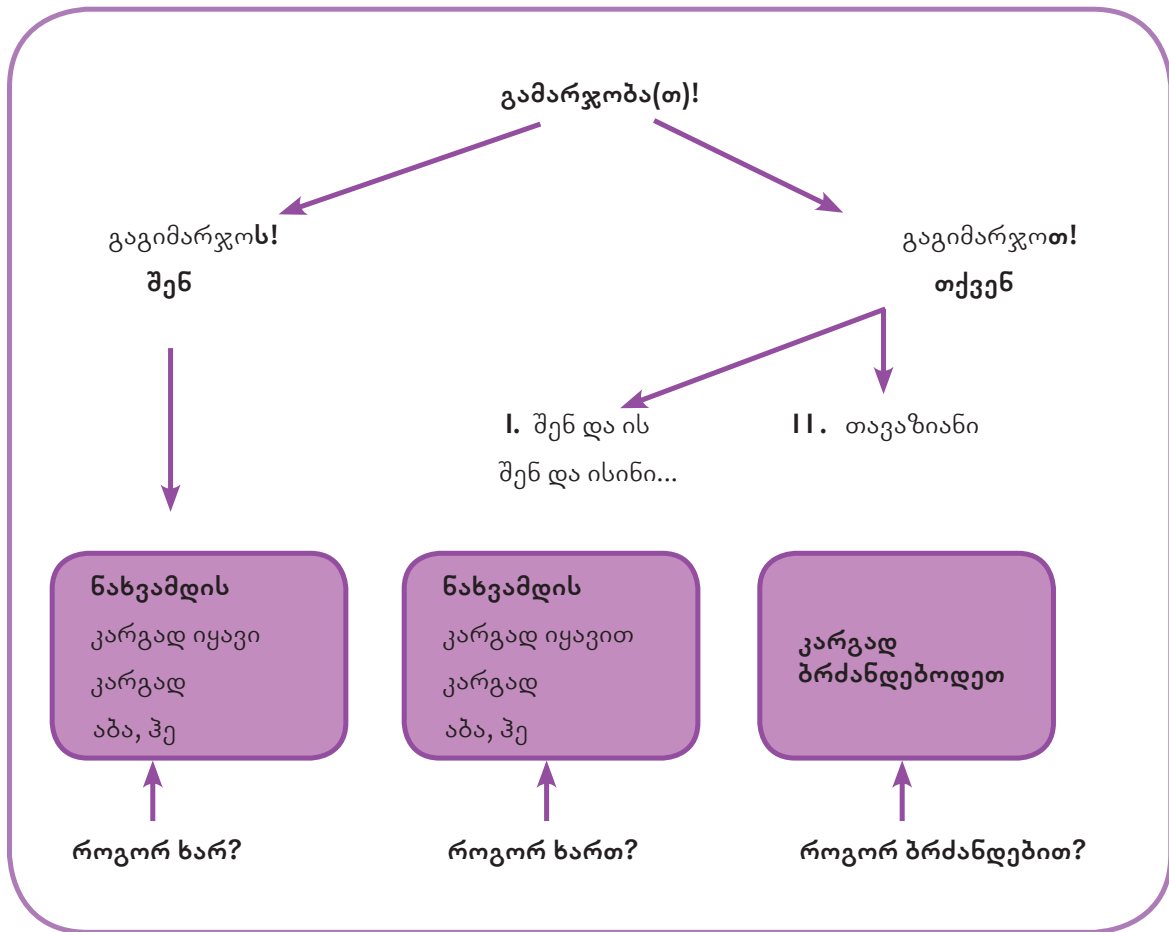 გამარჯობა(თ)!
გაგიმარჯოს!
შენ
გაგიმარჯოთ!
თქვენ
I. შენ და ის
შენ და ისინი...
II. თავაზიანი
ნახვამდის
კარგად იყავი
კარგად
აბა, ჰე
ნახვამდის
კარგად იყავით
კარგად
აბა, ჰე
კარგად
ბრძანდებოდეთ
როგორ ხარ?
როგორ ხართ?
როგორ ბრძანდებით?